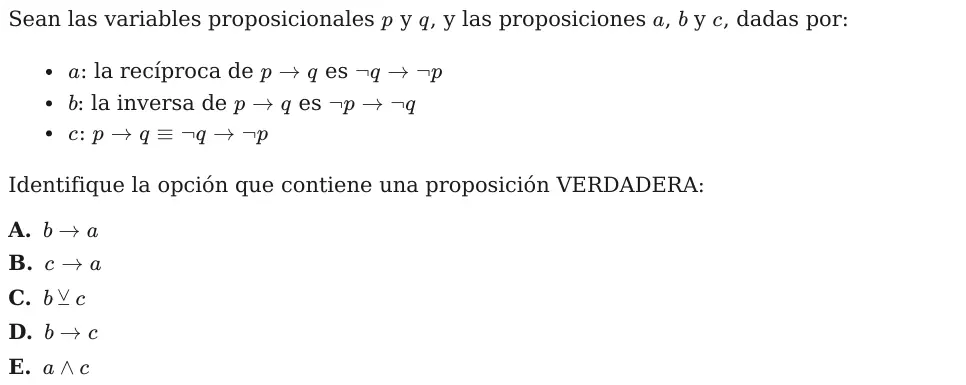 Sean las variables proposicionales p y q, y las proposiciones a, b y c, dadas por:
• a: la recíproca de p → q es ¬q → ¬p
• b: la inversa de p → q es ¬p → ¬q
• c: p → q ≡ ¬q → ¬p
Identifique la opción que contiene una proposición VERDADERA:
A. b → a
B. c → a
C. b ⊻ c
D. b → c
E. a ∧ c